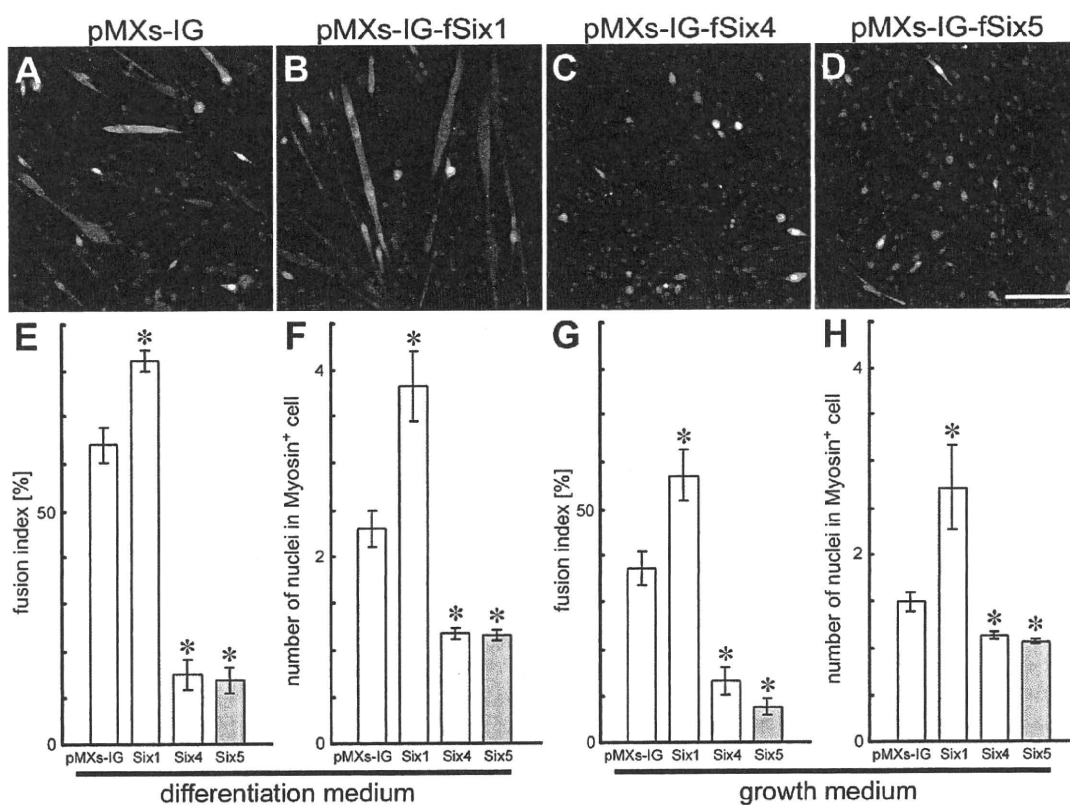 pMXs-IG pMXs-IG-fSix1 pMXs-IG-fSix4 pMXs-IG-fSix5
A B C D
E F G H
fusion index [%]
50
0
pMXs-IG Six1 Six4 Six5
* * *
number of nuclei in Myosin⁺ cell
4
2
0
pMXs-IG Six1 Six4 Six5
* * *
differentiation medium
fusion index [%]
50
0
pMXs-IG Six1 Six4 Six5
* * *
number of nuclei in Myosin⁺ cell
4
2
0
pMXs-IG Six1 Six4 Six5
* * *
growth medium